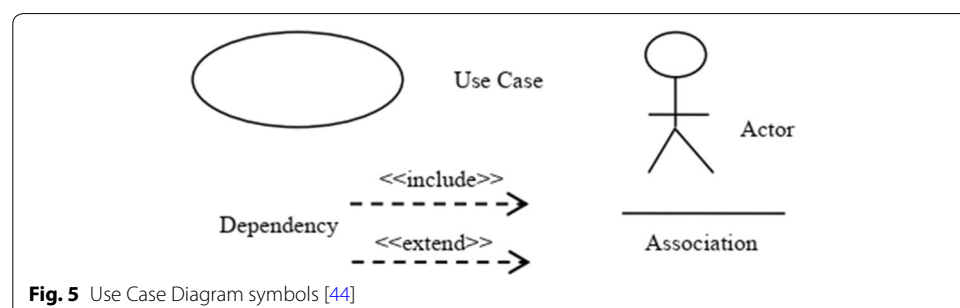 Use Case
Actor
<<include>>
Dependency
<<extend>>
Association
Fig. 5 Use Case Diagram symbols [44]